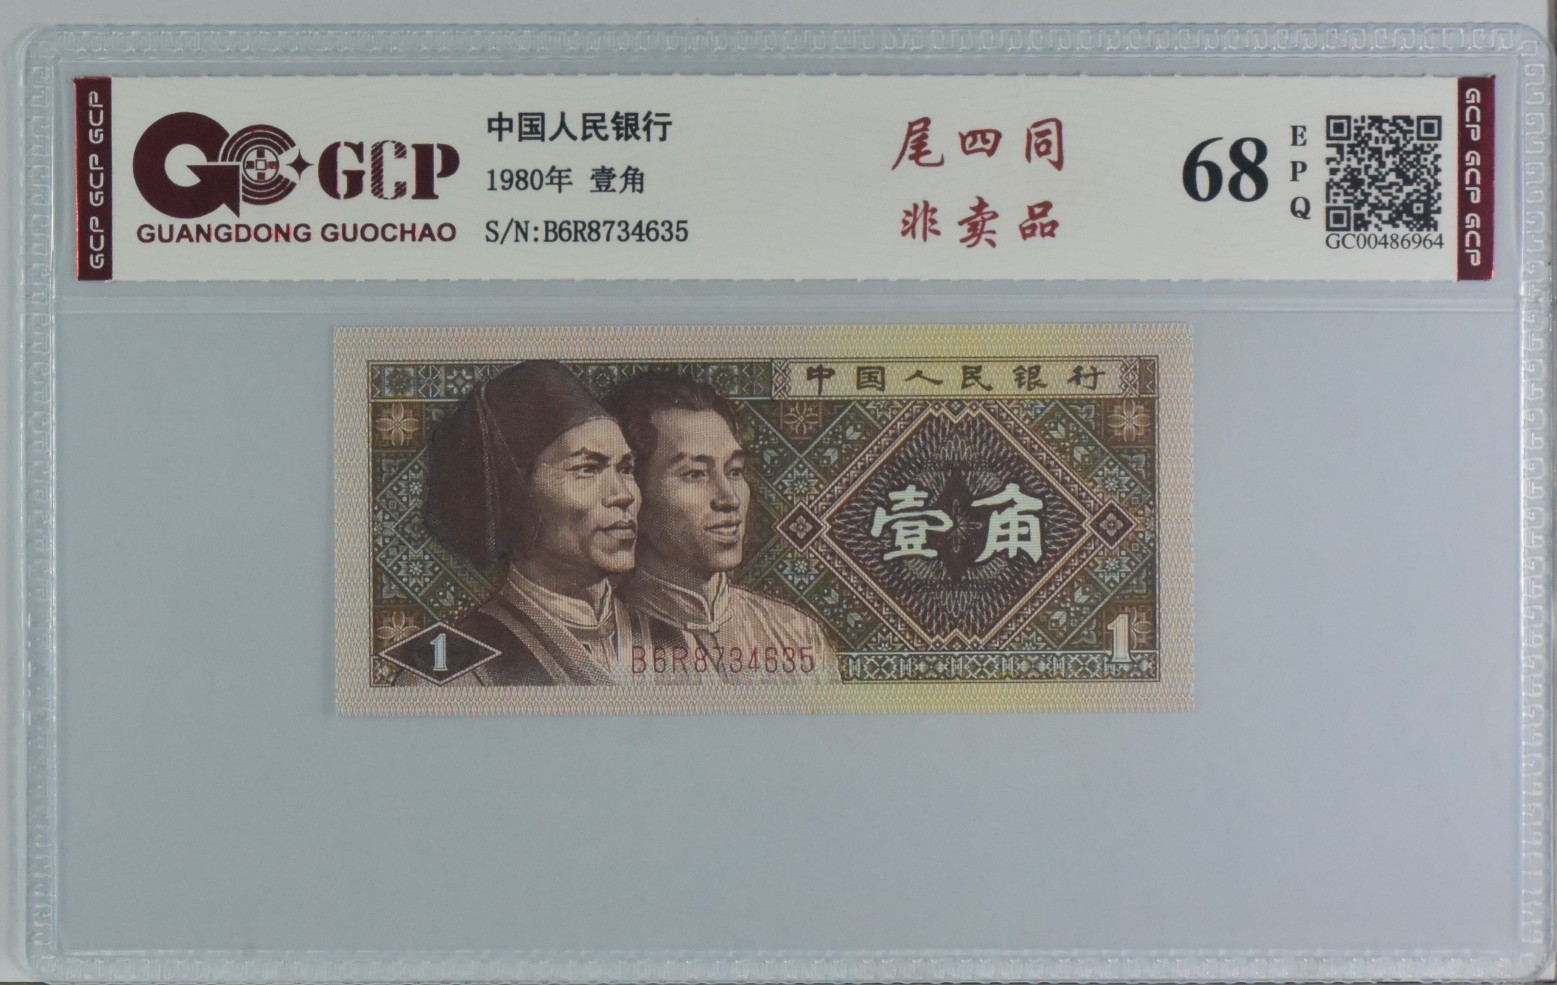 GCP GCP GCP
GCP
GUANGDONG GUOCHAO
中国人民银行
1980年 壹角
S/N:B6R8734635
尾四同
非卖品
68
EPQ
GC00486964
GCP GCP GCP
中国人民银行
壹角
1
B6R8734635
1